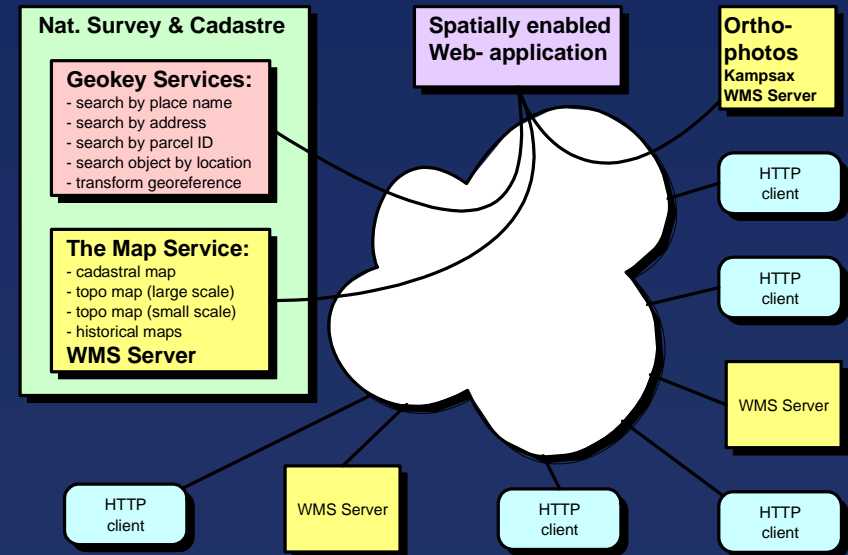 Nat. Survey & Cadastre
Geokey Services:
- search by place name
- search by address
- search by parcel ID
- search object by location
- transform georeference
The Map Service:
- cadastral map
- topo map (large scale)
- topo map (small scale)
- historical maps
WMS Server
Spatially enabled
Web- application
Ortho-
photos
Kampsax
WMS Server
HTTP
client
HTTP
client
WMS Server
HTTP
client
WMS Server
HTTP
client
HTTP
client